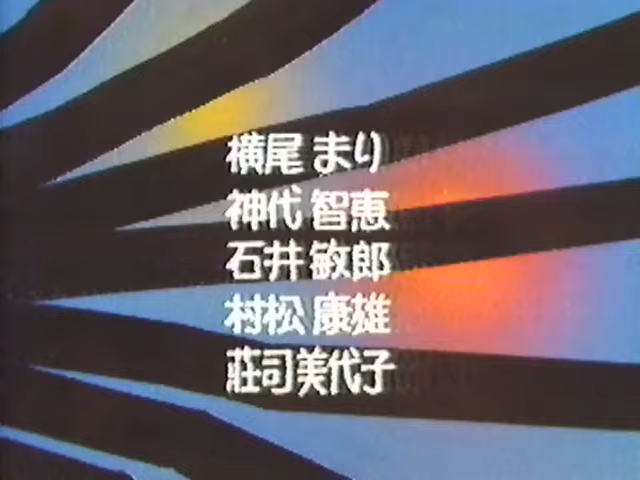 横尾 まり
神代 智恵
石井 敏郎
村松 康雄
荘司 美代子